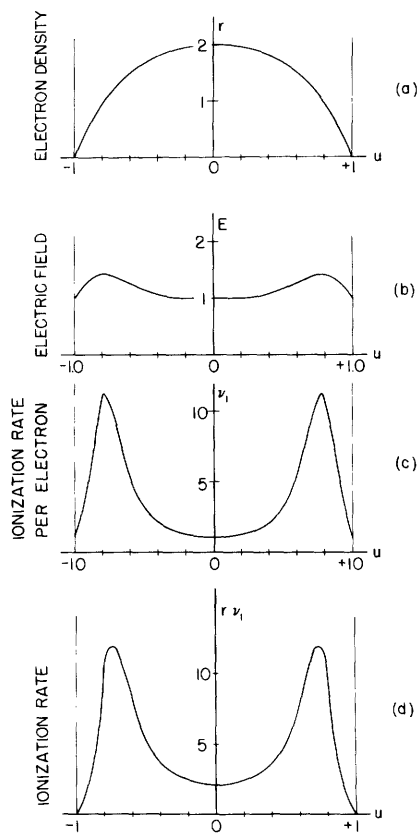 r
2
1
ELECTRON DENSITY
(a)
-1
0
+1
u
E
2
1
ELECTRIC FIELD
(b)
-1.0
0
+1.0
u
ν₁
10
5
IONIZATION RATE
PER ELECTRON
(c)
-1.0
0
+1.0
u
r ν₁
10
5
IONIZATION RATE
(d)
-1
0
+1
u